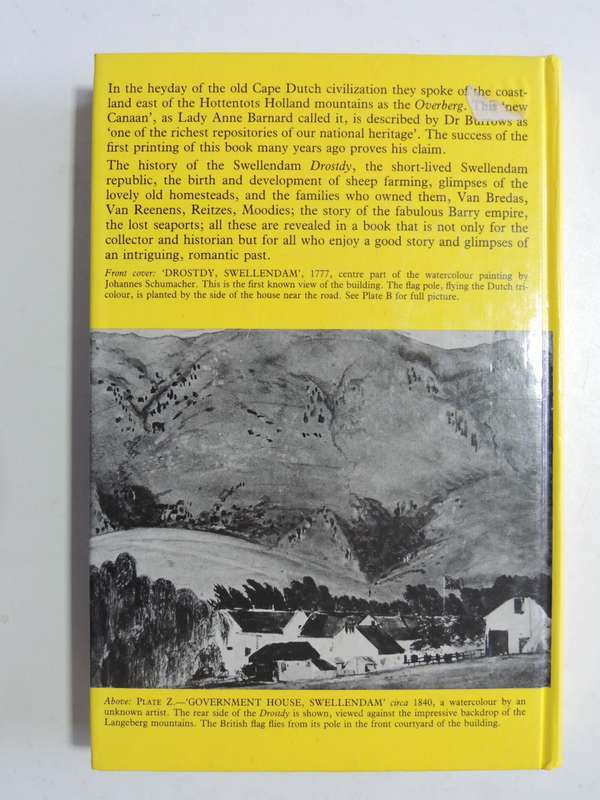 In the heyday of the old Cape Dutch civilization they spoke of the coast-
land east of the Hottentots Holland mountains as the Overberg. This 'new
Canaan', as Lady Anne Barnard called it, is described by Dr Burrows as
'one of the richest repositories of our national heritage'. The success of the
first printing of this book many years ago proves his claim.
The history of the Swellendam Drostdy, the short-lived Swellendam
republic, the birth and development of sheep farming, glimpses of the
lovely old homesteads, and the families who owned them, Van Bredas,
Van Reenens, Reitzes, Moodies; the story of the fabulous Barry empire,
the lost seaports; all these are revealed in a book that is not only for the
collector and historian but for all who enjoy a good story and glimpses of
an intriguing, romantic past.
Front cover: 'DROSTDY, SWELLENDAM', 1777, centre part of the watercolour painting by
Johannes Schumacher. This is the first known view of the building. The flag pole, flying the Dutch tri-
colour, is planted by the side of the house near the road. See Plate B for full picture.
Above: PLATE Z.—'GOVERNMENT HOUSE, SWELLENDAM' circa 1840, a watercolour by an
unknown artist. The rear side of the Drostdy is shown, viewed against the impressive backdrop of the
Langeberg mountains. The British flag flies from its pole in the front courtyard of the building.